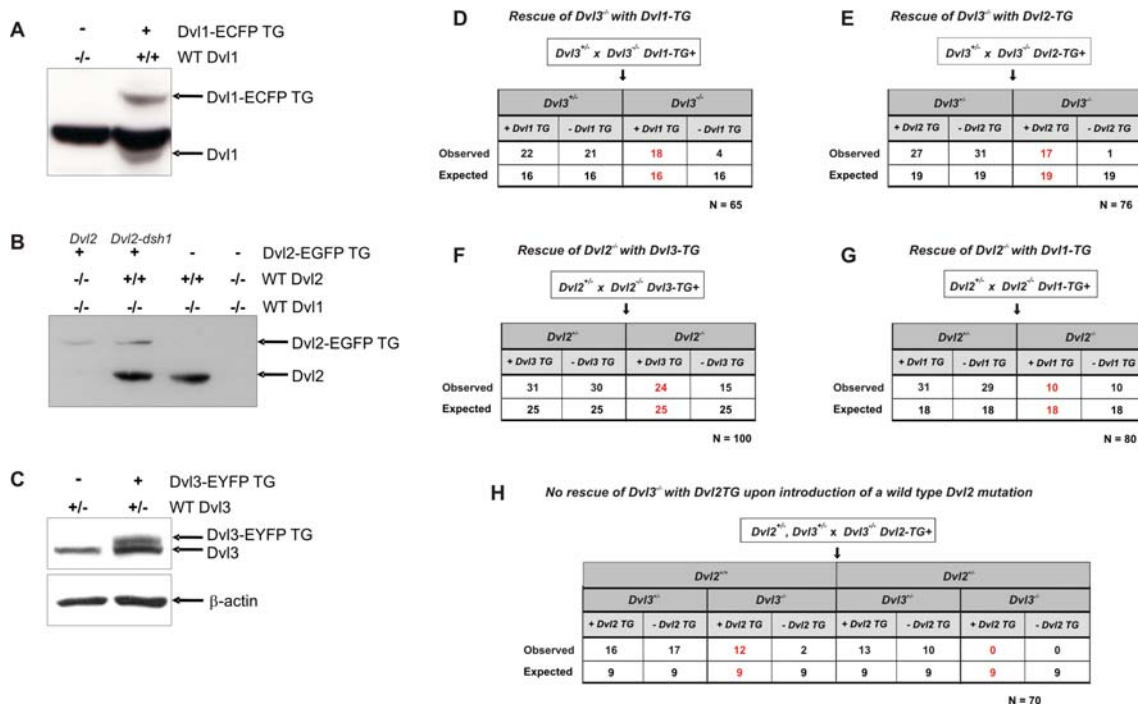 A
- + Dvl1-ECFP TG
-/- +/+ WT Dvl1
Dvl1-ECFP TG
Dvl1
B
Dvl2 Dvl2-dsh1
+ + - - Dvl2-EGFP TG
-/- +/+ +/+ -/- WT Dvl2
-/- -/- -/- -/- WT Dvl1
Dvl2-EGFP TG
Dvl2
C
- + Dvl3-EYFP TG
+/- +/- WT Dvl3
Dvl3-EYFP TG
Dvl3
β-actin
D Rescue of Dvl3-/- with Dvl1-TG
Dvl3+/- x Dvl3-/- Dvl1-TG+
Dvl3+/- Dvl3-/-
+ Dvl1 TG - Dvl1 TG + Dvl1 TG - Dvl1 TG
Observed 22 21 18 4
Expected 16 16 16 16
N = 65
E Rescue of Dvl3-/- with Dvl2-TG
Dvl3+/- x Dvl3-/- Dvl2-TG+
Dvl3+/- Dvl3-/-
+ Dvl2 TG - Dvl2 TG + Dvl2 TG - Dvl2 TG
Observed 27 31 17 1
Expected 19 19 19 19
N = 76
F Rescue of Dvl2-/- with Dvl3-TG
Dvl2+/- x Dvl2-/- Dvl3-TG+
Dvl2+/- Dvl2-/-
+ Dvl3 TG - Dvl3 TG + Dvl3 TG - Dvl3 TG
Observed 31 30 24 15
Expected 25 25 25 25
N = 100
G Rescue of Dvl2-/- with Dvl1-TG
Dvl2+/- x Dvl2-/- Dvl1-TG+
Dvl2+/- Dvl2-/-
+ Dvl1 TG - Dvl1 TG + Dvl1 TG - Dvl1 TG
Observed 31 29 10 10
Expected 18 18 18 18
N = 80
H No rescue of Dvl3-/- with Dvl2TG upon introduction of a wild type Dvl2 mutation
Dvl2+/-, Dvl3+/- x Dvl3-/- Dvl2-TG+
Dvl2+/+ Dvl2+/-
Dvl3+/- Dvl3-/- Dvl3+/- Dvl3-/-
+ Dvl2 TG - Dvl2 TG + Dvl2 TG - Dvl2 TG + Dvl2 TG - Dvl2 TG + Dvl2 TG - Dvl2 TG
Observed 16 17 12 2 13 10 0 0
Expected 9 9 9 9 9 9 9 9
N = 70